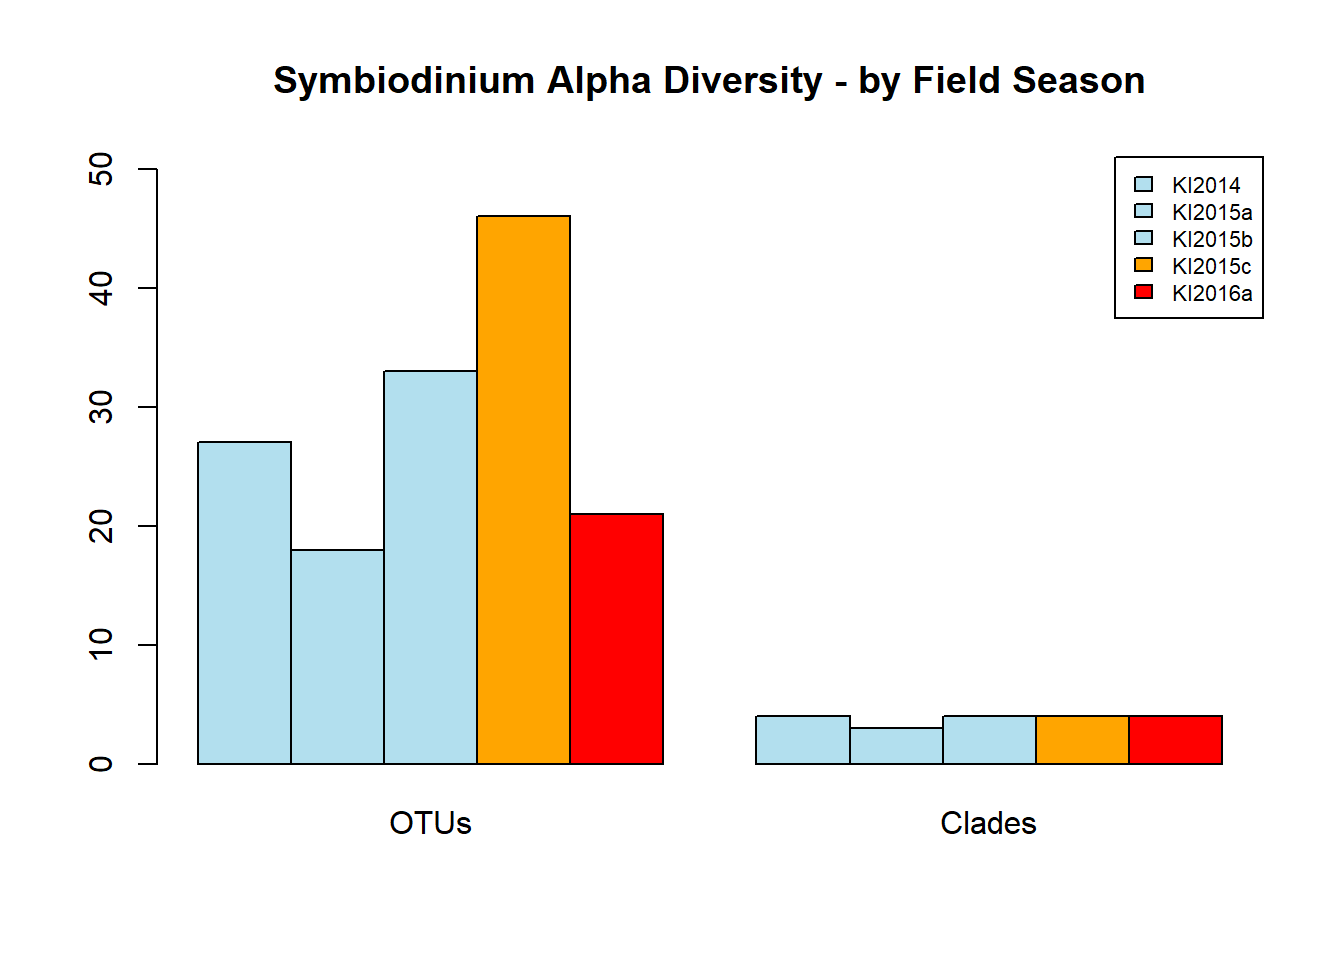 Symbiodinium Alpha Diversity - by Field Season
50
40
30
20
10
0
KI2014
KI2015a
KI2015b
KI2015c
KI2016a
OTUs
Clades